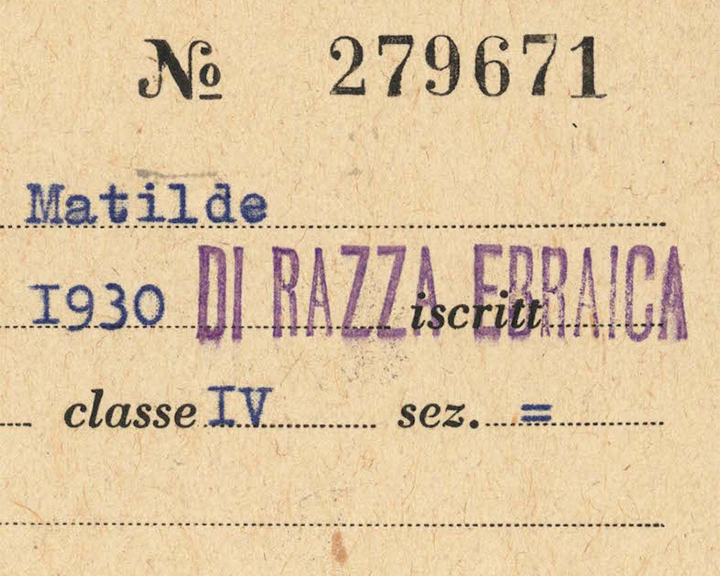 No 279671
Matilde
1930 DI RAZZA EBRAICA iscritt
classe IV sez. =